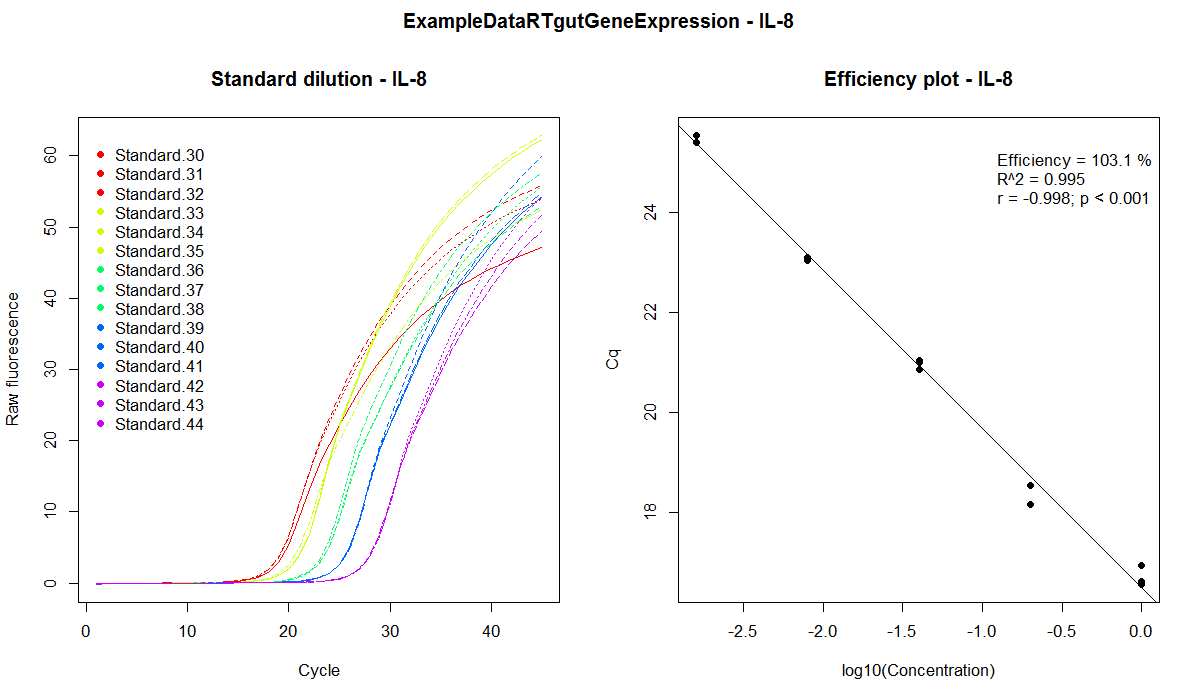 ExampleDataRTgutGeneExpression - IL-8
Standard dilution - IL-8
Raw fluorescence
60
50
40
30
20
10
0
Standard.30
Standard.31
Standard.32
Standard.33
Standard.34
Standard.35
Standard.36
Standard.37
Standard.38
Standard.39
Standard.40
Standard.41
Standard.42
Standard.43
Standard.44
0 10 20 30 40
Cycle
Efficiency plot - IL-8
Cq
24
22
20
18
Efficiency = 103.1 %
R^2 = 0.995
r = -0.998; p < 0.001
-2.5 -2.0 -1.5 -1.0 -0.5 0.0
log10(Concentration)